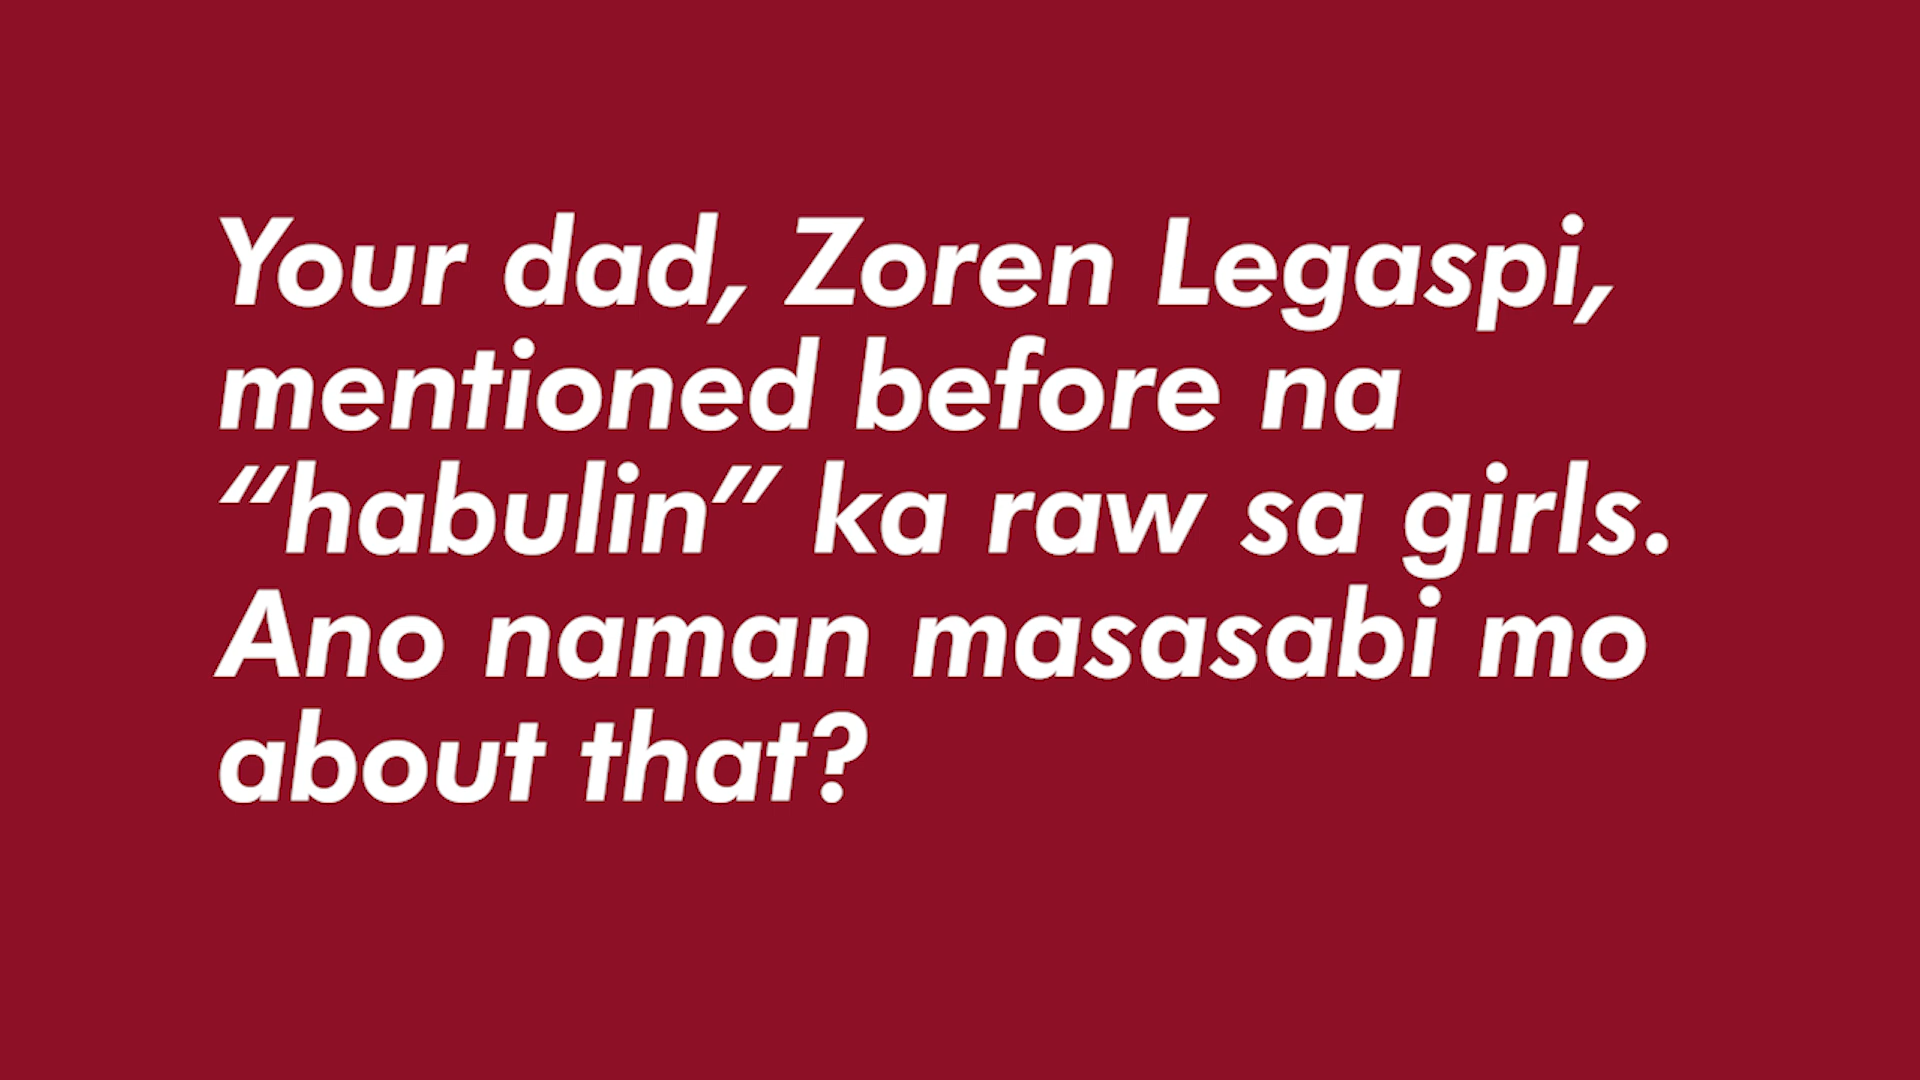 Your dad, Zoren Legaspi,
mentioned before na
“habulin” ka raw sa girls.
Ano naman masasabi mo
about that?